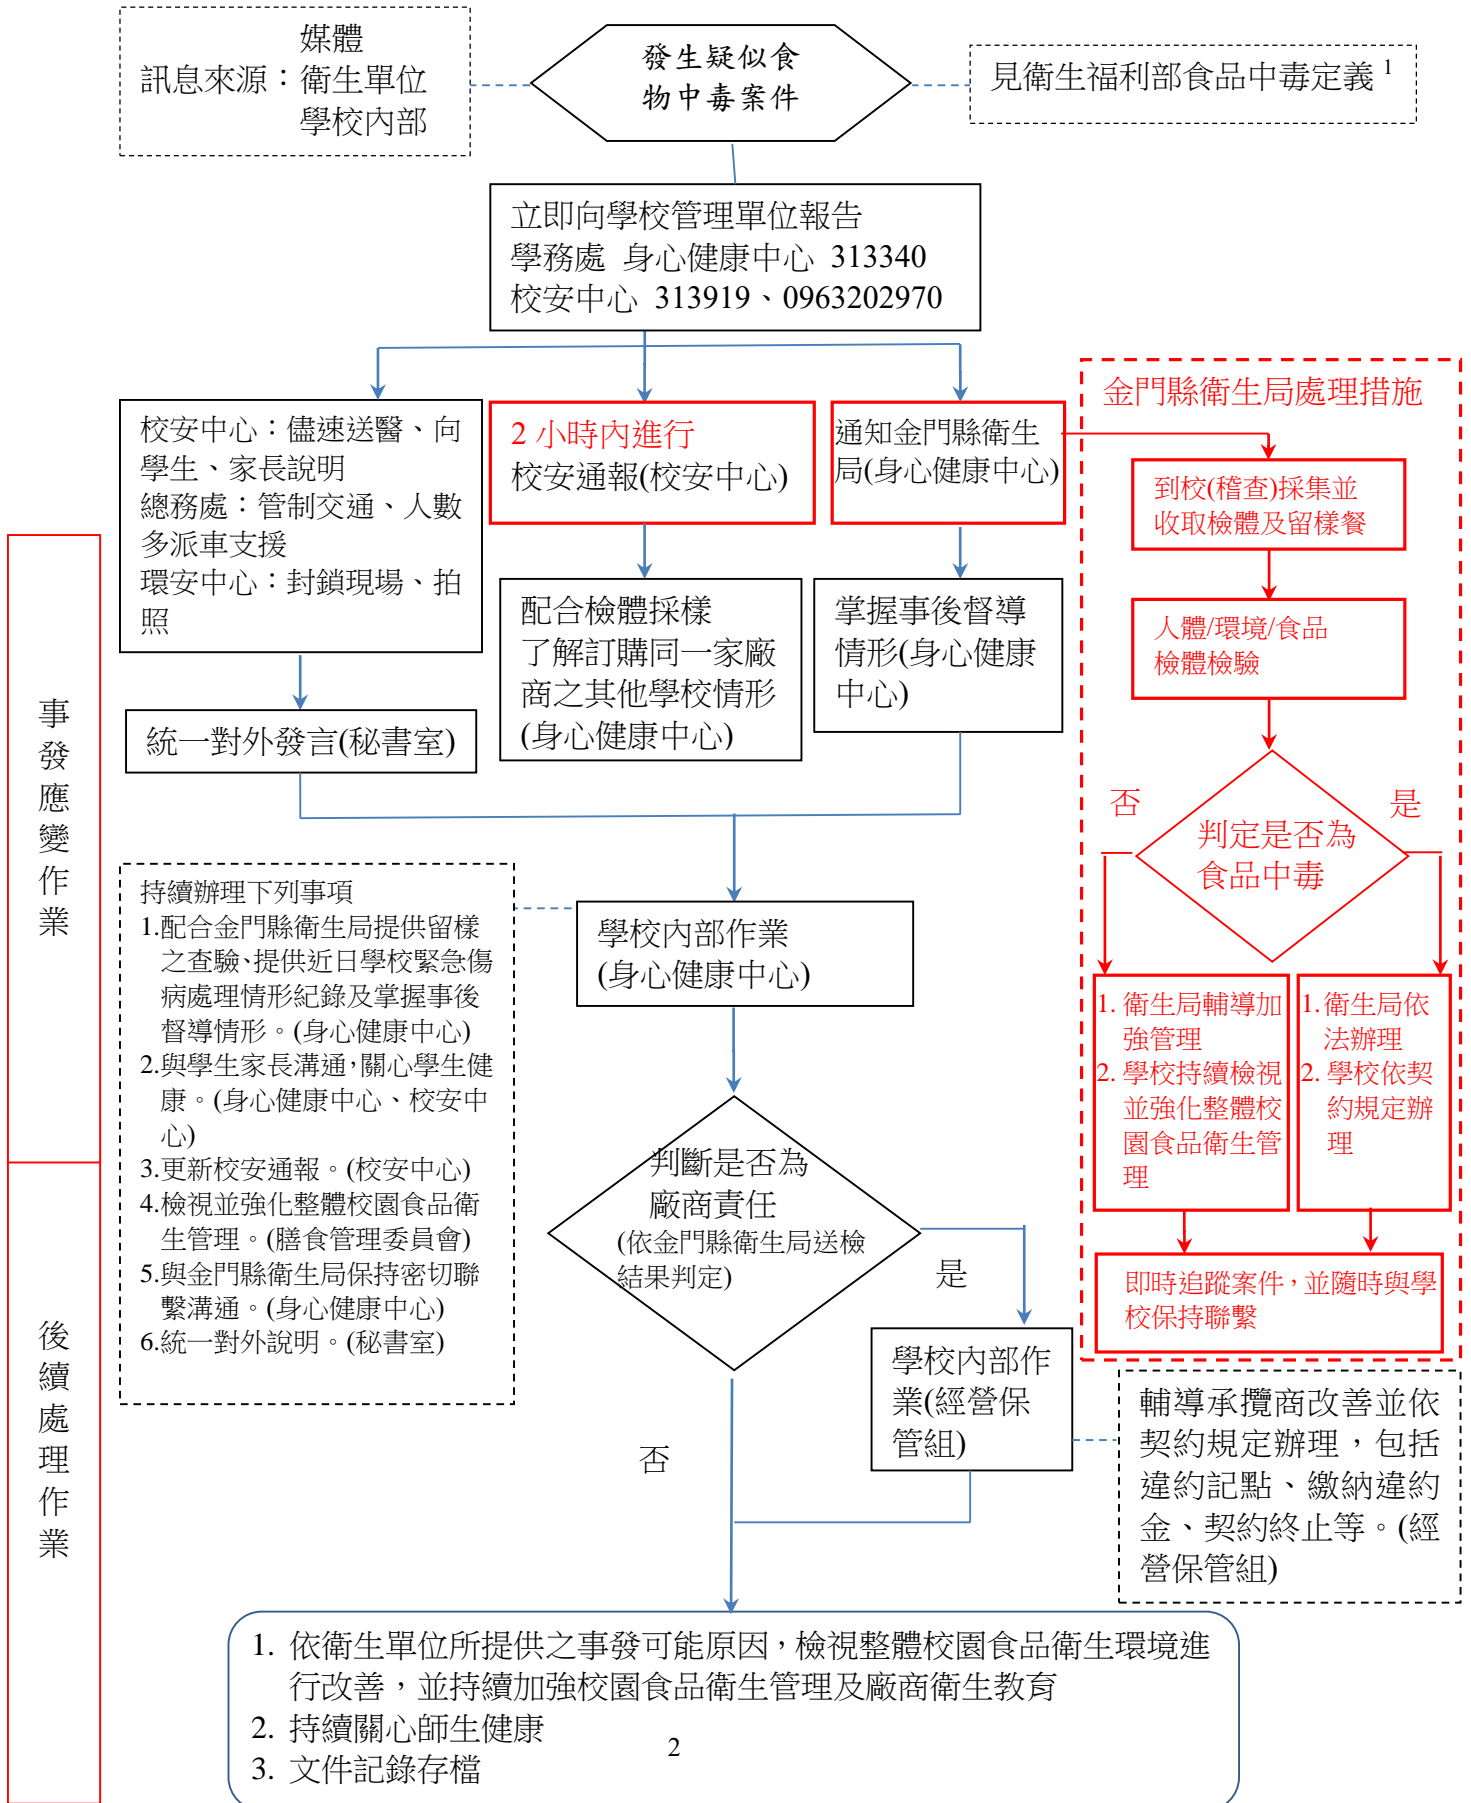 媒體
訊息來源：衛生單位
學校內部
發生疑似食
物中毒案件
見衛生福利部食品中毒定義 1
立即向學校管理單位報告
學務處 身心健康中心 313340
校安中心 313919、0963202970
校安中心：儘速送醫、向
學生、家長說明
總務處：管制交通、人數
多派車支援
環安中心：封鎖現場、拍
照
2 小時內進行
校安通報(校安中心)
通知金門縣衛生
局(身心健康中心)
金門縣衛生局處理措施
到校(稽查)採集並
收取檢體及留樣餐
人體/環境/食品
檢體檢驗
配合檢體採樣
了解訂購同一家廠
商之其他學校情形
(身心健康中心)
掌握事後督導
情形(身心健康
中心)
統一對外發言(秘書室)
事
發
應
變
作
業
否
是
判定是否為
食品中毒
持續辦理下列事項
1.配合金門縣衛生局提供留樣
之查驗、提供近日學校緊急傷
病處理情形紀錄及掌握事後
督導情形。(身心健康中心)
2.與學生家長溝通，關心學生健
康。(身心健康中心、校安中
心)
3.更新校安通報。(校安中心)
4.檢視並強化整體校園食品衛
生管理。(膳食管理委員會)
5.與金門縣衛生局保持密切聯
繫溝通。(身心健康中心)
6.統一對外說明。(秘書室)
學校內部作業
(身心健康中心)
1. 衛生局輔導加
強管理
2. 學校持續檢視
並強化整體校
園食品衛生管
理
1. 衛生局依
法辦理
2. 學校依契
約規定辦
理
即時追蹤案件，並隨時與學
校保持聯繫
判斷是否為
廠商責任
(依金門縣衛生局送檢
結果判定)
是
否
後
續
處
理
作
業
學校內部作
業(經營保
管組)
輔導承攬商改善並依
契約規定辦理，包括
違約記點、繳納違約
金、契約終止等。(經
營保管組)
1. 依衛生單位所提供之事發可能原因，檢視整體校園食品衛生環境進
行改善，並持續加強校園食品衛生管理及廠商衛生教育
2. 持續關心師生健康
3. 文件記錄存檔
2